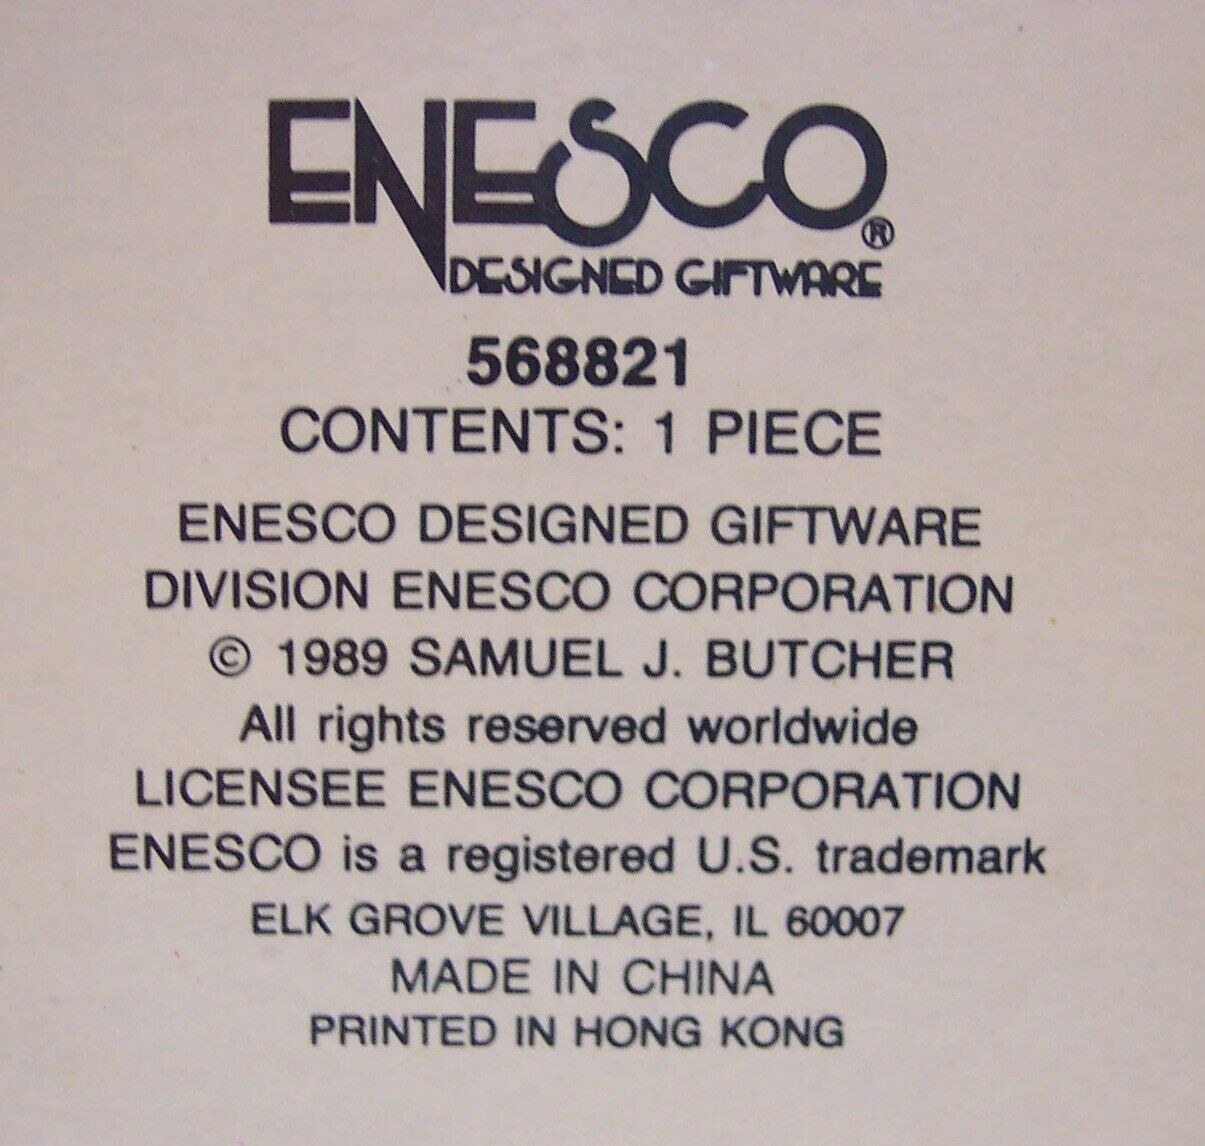 ENESCO®
DESIGNED GIFTWARE
568821
CONTENTS: 1 PIECE
ENESCO DESIGNED GIFTWARE
DIVISION ENESCO CORPORATION
© 1989 SAMUEL J. BUTCHER
All rights reserved worldwide
LICENSEE ENESCO CORPORATION
ENESCO is a registered U.S. trademark
ELK GROVE VILLAGE, IL 60007
MADE IN CHINA
PRINTED IN HONG KONG